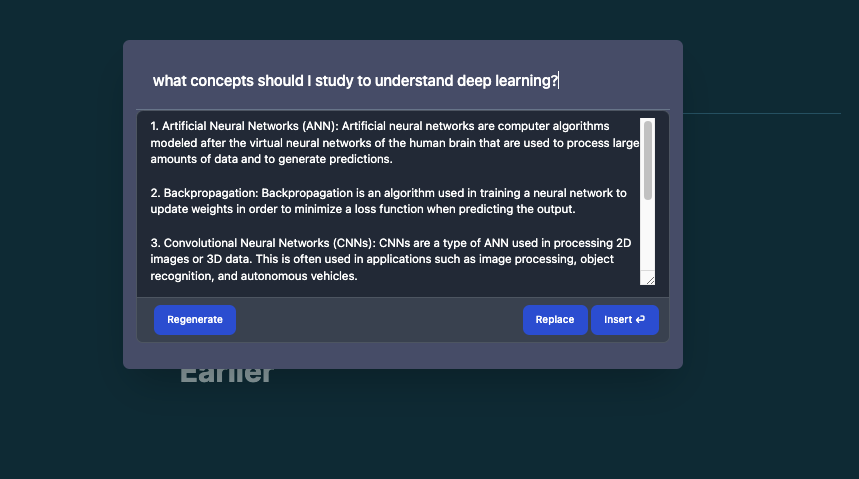 what concepts should I study to understand deep learning?
1. Artificial Neural Networks (ANN): Artificial neural networks are computer algorithms
modeled after the virtual neural networks of the human brain that are used to process large
amounts of data and to generate predictions.
2. Backpropagation: Backpropagation is an algorithm used in training a neural network to
update weights in order to minimize a loss function when predicting the output.
3. Convolutional Neural Networks (CNNs): CNNs are a type of ANN used in processing 2D
images or 3D data. This is often used in applications such as image processing, object
recognition, and autonomous vehicles.
Regenerate
Replace
Insert ↵
Earlier